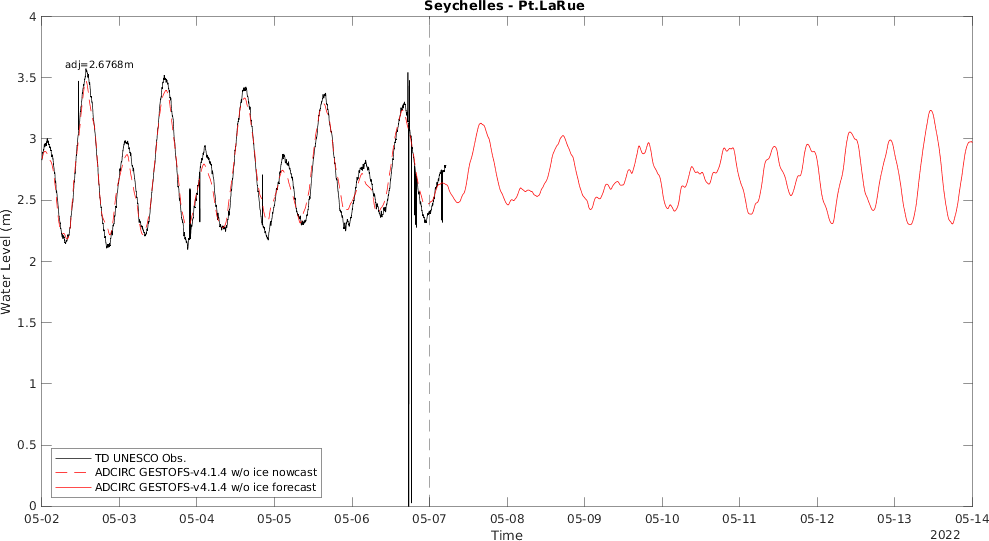 Seychelles - Pt.LaRue
adj=2.6768m
4
3.5
3
2.5
2
1.5
1
0.5
0
Water Level (m)
TD UNESCO Obs.
ADCIRC GESTOFS-v4.1.4 w/o ice nowcast
ADCIRC GESTOFS-v4.1.4 w/o ice forecast
05-02 05-03 05-04 05-05 05-06 05-07 05-08 05-09 05-10 05-11 05-12 05-13 05-14
Time
2022